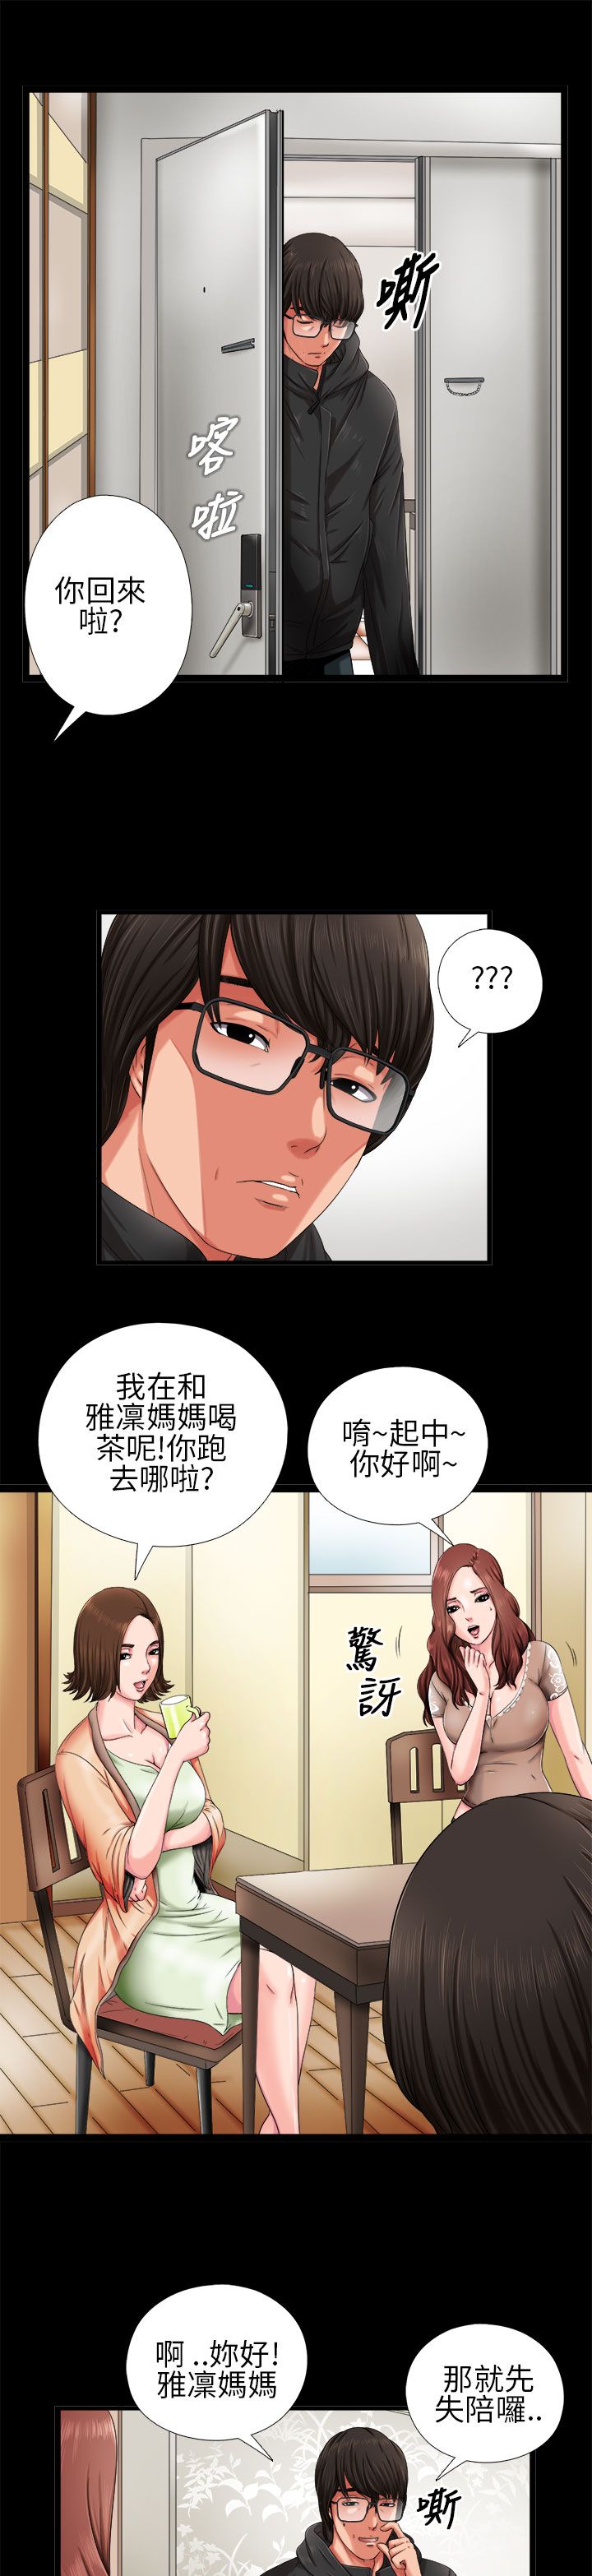 嘶
喀
啦
你回來
啦?
???
我在和
雅凜媽媽喝
茶呢!你跑
去哪啦?
唷~起中~
你好啊~
驚
訝
啊 ..妳好!
雅凜媽媽
那就先
失陪囉..
嘶